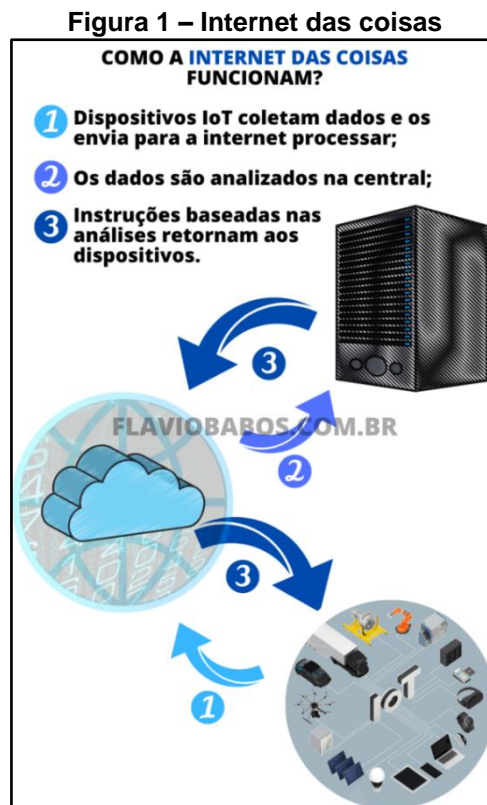 Figura 1 – Internet das coisas
COMO A INTERNET DAS COISAS
FUNCIONAM?
1 Dispositivos IoT coletam dados e os
envia para a internet processar;
2 Os dados são analizados na central;
3 Instruções baseadas nas
análises retornam aos
dispositivos.
3
FLAVIOBABOS.COM.BR
2
3
1
IoT